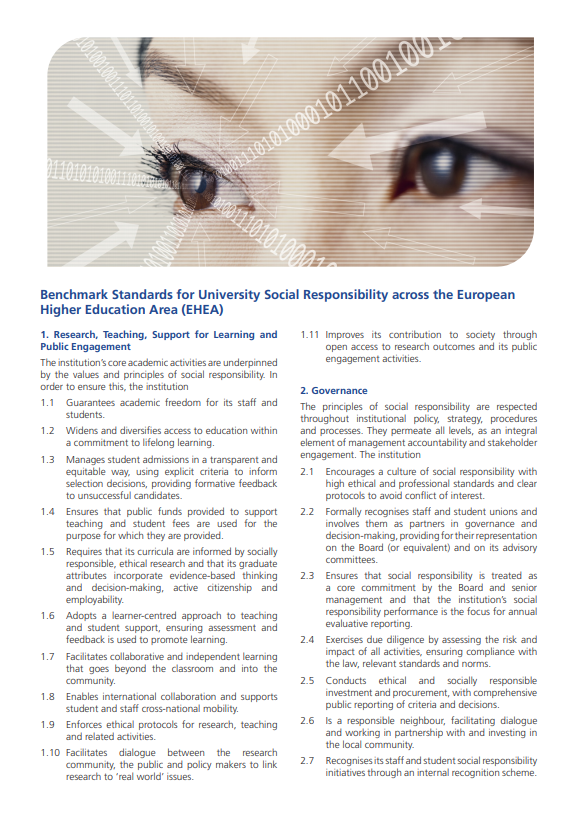 Benchmark Standards for University Social Responsibility across the European
Higher Education Area (EHEA)
1. Research, Teaching, Support for Learning and
Public Engagement
The institution's core academic activities are underpinned
by the values and principles of social responsibility. In
order to ensure this, the institution
1.1 Guarantees academic freedom for its staff and
students.
1.2 Widens and diversifies access to education within
a commitment to lifelong learning.
1.3 Manages student admissions in a transparent and
equitable way, using explicit criteria to inform
selection decisions, providing formative feedback
to unsuccessful candidates.
1.4 Ensures that public funds provided to support
teaching and student fees are used for the
purpose for which they are provided.
1.5 Requires that its curricula are informed by socially
responsible, ethical research and that its graduate
attributes incorporate evidence-based thinking
and decision-making, active citizenship and
employability.
1.6 Adopts a learner-centred approach to teaching
and student support, ensuring assessment and
feedback is used to promote learning.
1.7 Facilitates collaborative and independent learning
that goes beyond the classroom and into the
community.
1.8 Enables international collaboration and supports
student and staff cross-national mobility.
1.9 Enforces ethical protocols for research, teaching
and related activities.
1.10 Facilitates dialogue between the research
community, the public and policy makers to link
research to 'real world' issues.
1.11 Improves its contribution to society through
open access to research outcomes and its public
engagement activities.
2. Governance
The principles of social responsibility are respected
throughout institutional policy, strategy, procedures
and processes. They permeate all levels, as an integral
element of management accountability and stakeholder
engagement. The institution
2.1 Encourages a culture of social responsibility with
high ethical and professional standards and clear
protocols to avoid conflict of interest.
2.2 Formally recognises staff and student unions and
involves them as partners in governance and
decision-making, providing for their representation
on the Board (or equivalent) and on its advisory
committees.
2.3 Ensures that social responsibility is treated as
a core commitment by the Board and senior
management and that the institution's social
responsibility performance is the focus for annual
evaluative reporting.
2.4 Exercises due diligence by assessing the risk and
impact of all activities, ensuring compliance with
the law, relevant standards and norms.
2.5 Conducts ethical and socially responsible
investment and procurement, with comprehensive
public reporting of criteria and decisions.
2.6 Is a responsible neighbour, facilitating dialogue
and working in partnership with and investing in
the local community.
2.7 Recognises its staff and student social responsibility
initiatives through an internal recognition scheme.